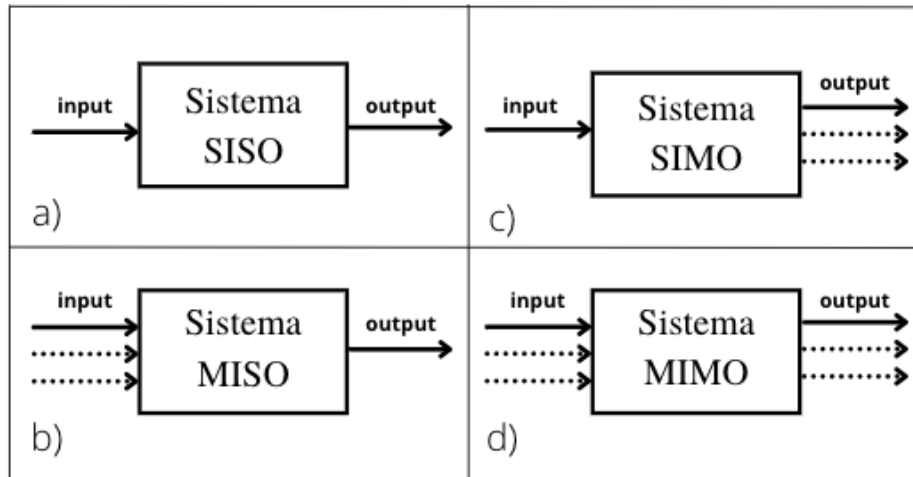 input
Sistema
SISO
output
a)
input
Sistema
SIMO
output
c)
input
Sistema
MISO
output
b)
input
Sistema
MIMO
output
d)